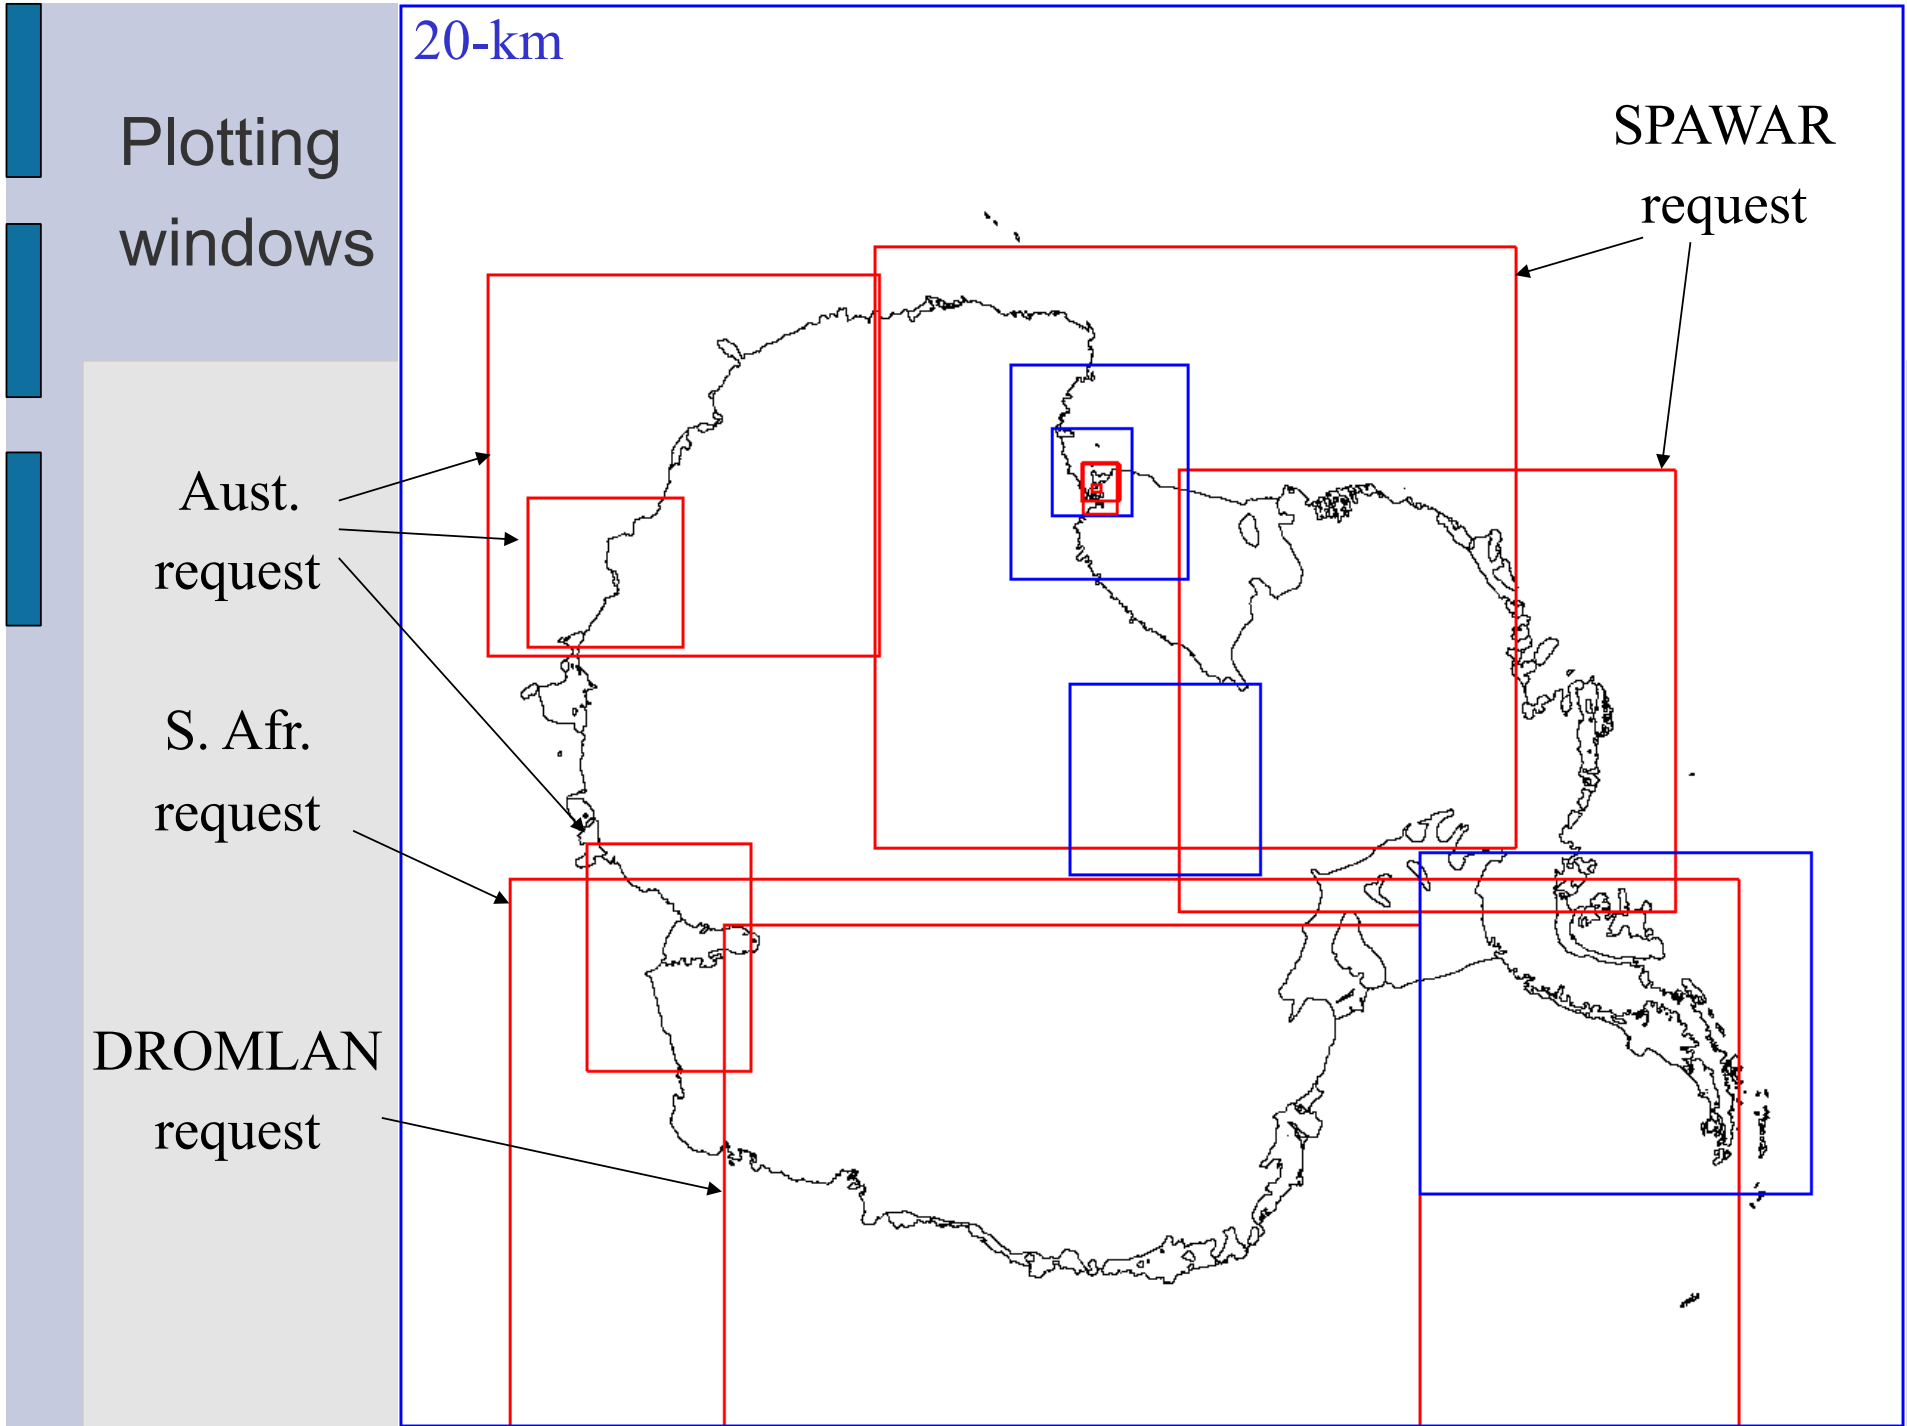 Plotting
windows
20-km
SPAWAR
request
Aust.
request
S. Afr.
request
DROMLAN
request